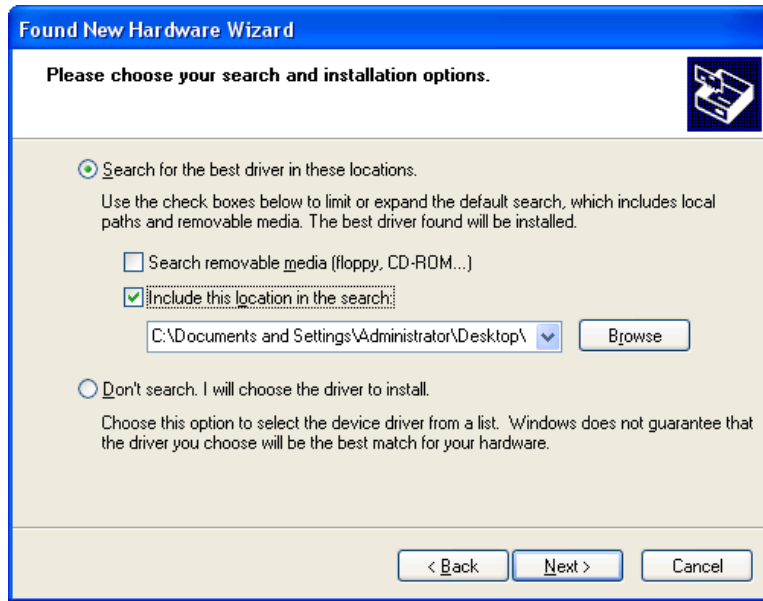 Found New Hardware Wizard
Please choose your search and installation options.
Search for the best driver in these locations.
Use the check boxes below to limit or expand the default search, which includes local
paths and removable media. The best driver found will be installed.
Search removable media (floppy, CD-ROM...)
Include this location in the search:
C:\Documents and Settings\Administrator\Desktop\
Browse
Don't search. I will choose the driver to install.
Choose this option to select the device driver from a list. Windows does not guarantee that
the driver you choose will be the best match for your hardware.
< Back Next > Cancel